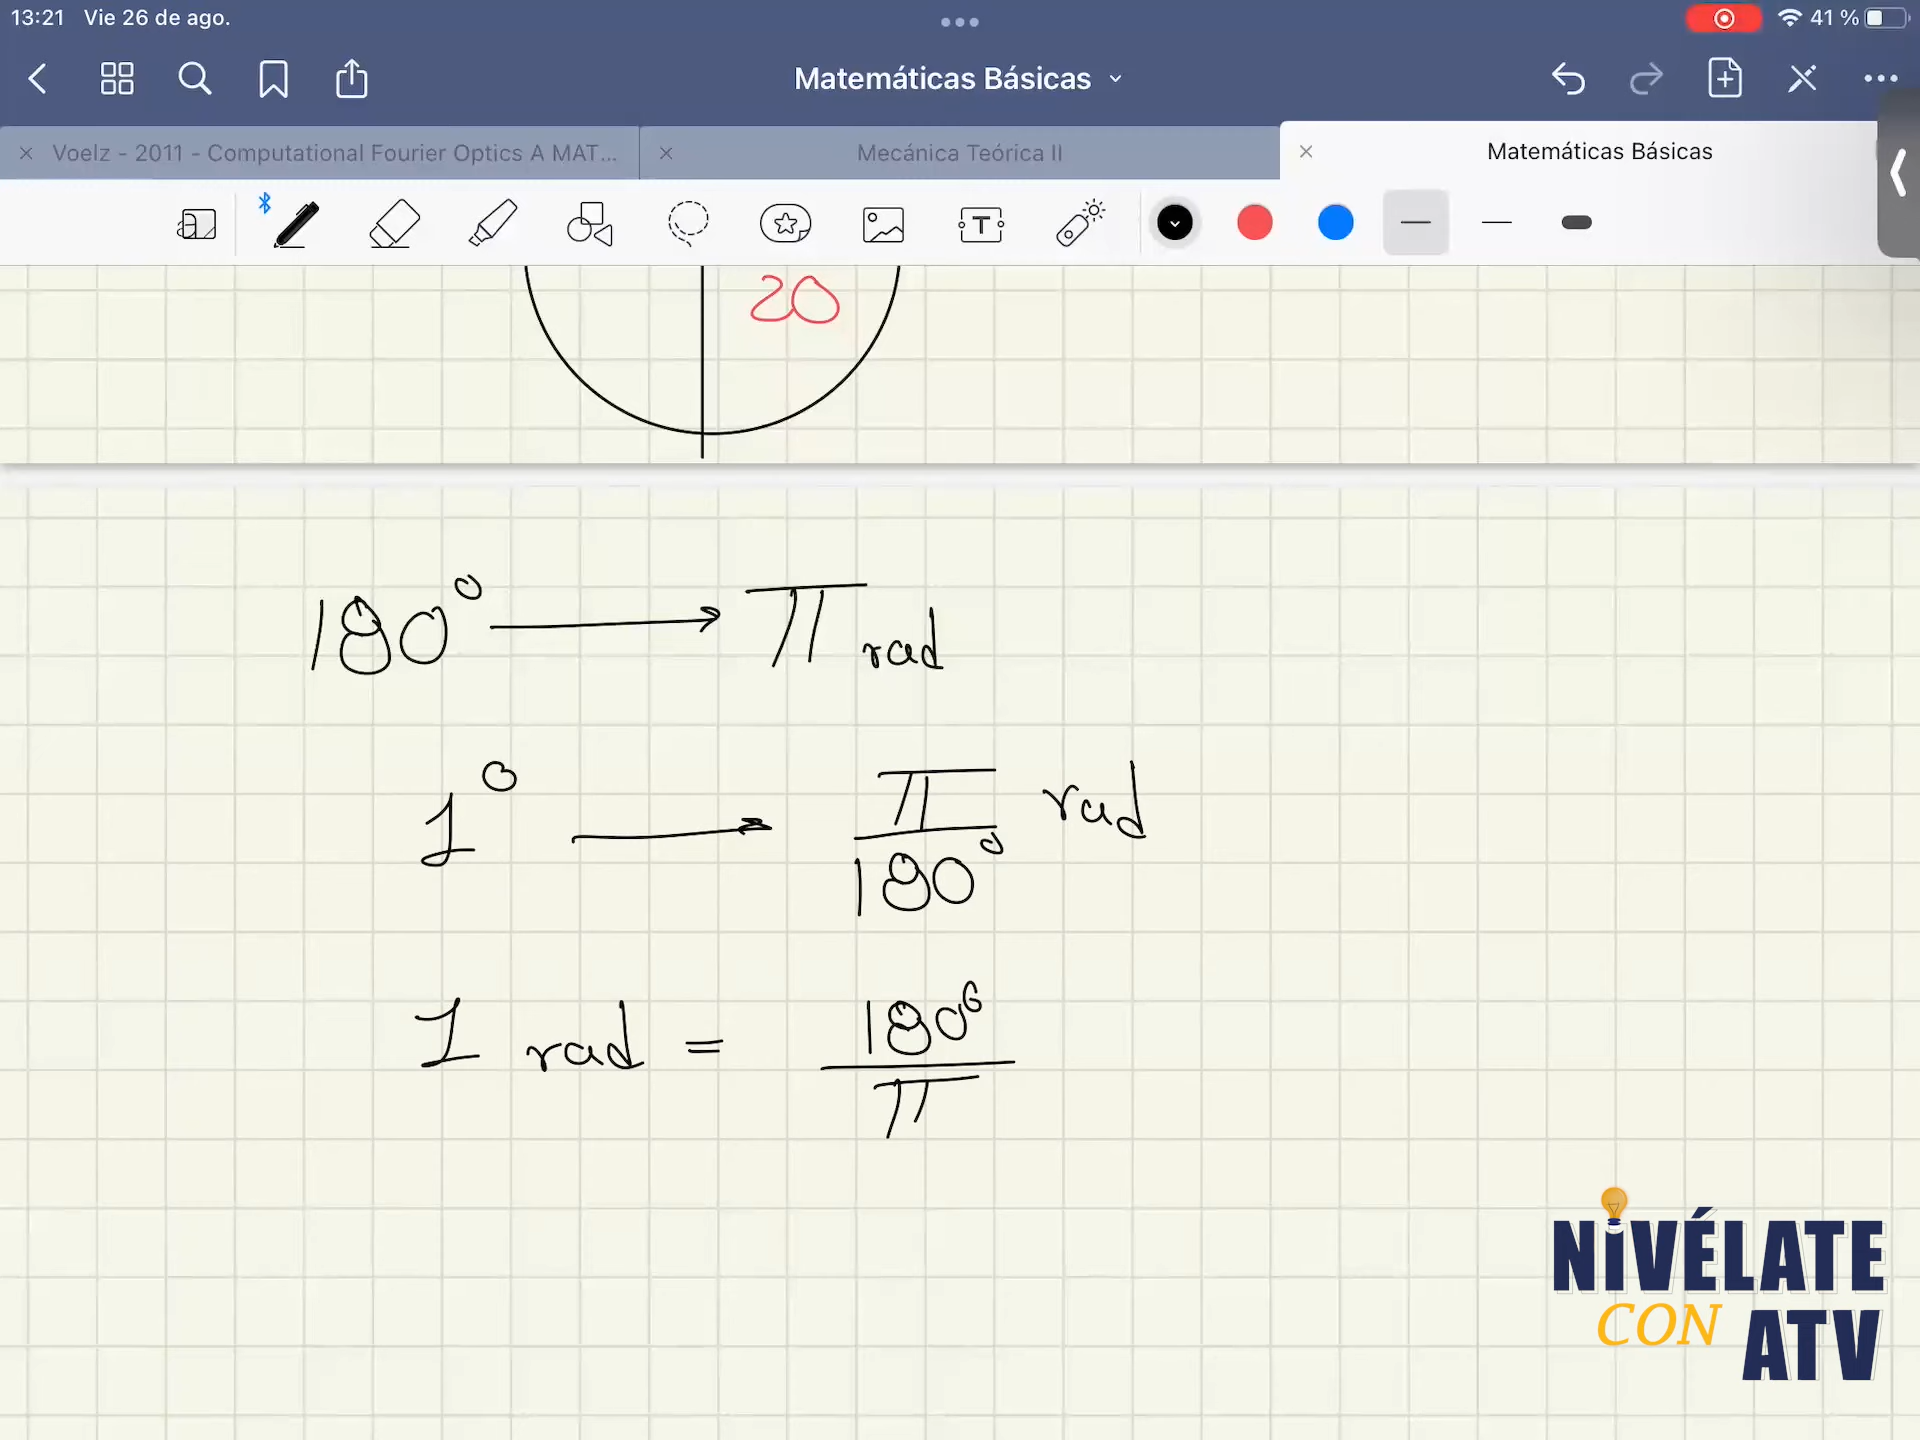 13:21 Vie 26 de ago.
41 %
Matemáticas Básicas
Voelz - 2011 - Computational Fourier Optics A MAT...
Mecánica Teórica II
Matemáticas Básicas
20
180° → π rad
1° → π/180° rad
1 rad = 180°/π
NIVÉLATE
CON
ATV